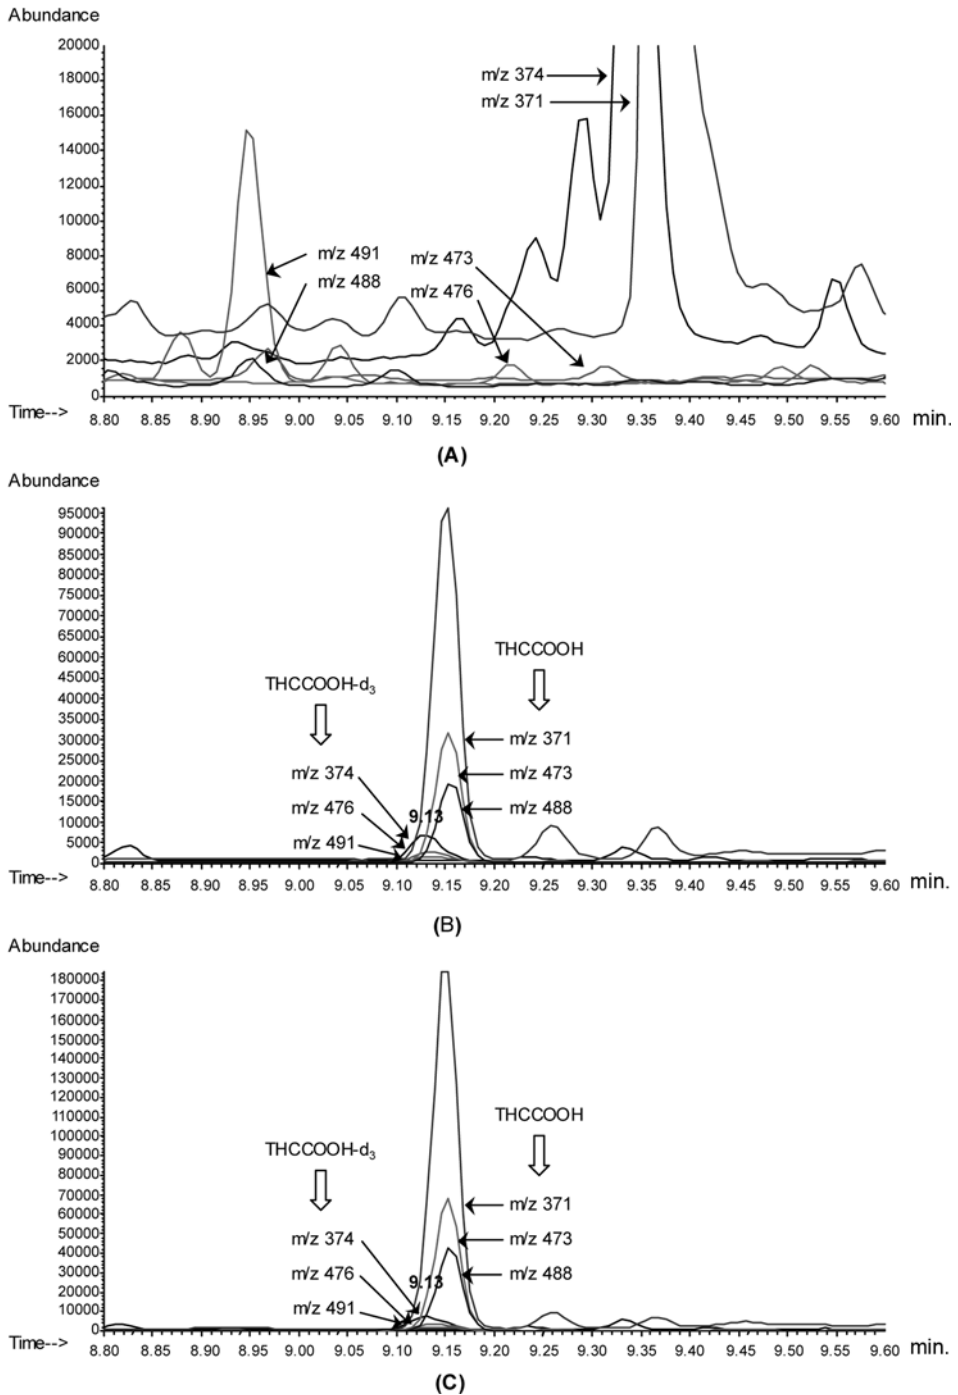 Abundance
20000
18000
m/z 374
m/z 371
16000
14000
12000
10000
8000
m/z 491
m/z 473
m/z 488
6000
m/z 476
4000
2000
0
Time-->
8.80 8.85 8.90 8.95 9.00 9.05 9.10 9.15 9.20 9.25 9.30 9.35 9.40 9.45 9.50 9.55 9.60 min.
(A)
Abundance
95000
90000
85000
80000
75000
70000
65000
60000
55000
50000
45000
40000
35000
30000
25000
20000
15000
10000
5000
0
THCCOOH
THCCOOH-d3
m/z 371
m/z 374
m/z 473
m/z 476
9.13
m/z 488
m/z 491
Time-->
8.80 8.85 8.90 8.95 9.00 9.05 9.10 9.15 9.20 9.25 9.30 9.35 9.40 9.45 9.50 9.55 9.60 min.
(B)
Abundance
180000
170000
160000
150000
140000
130000
120000
110000
100000
90000
80000
70000
60000
50000
40000
30000
20000
10000
0
THCCOOH
THCCOOH-d3
m/z 371
m/z 374
m/z 473
m/z 476
9.13
m/z 488
m/z 491
Time-->
8.80 8.85 8.90 8.95 9.00 9.05 9.10 9.15 9.20 9.25 9.30 9.35 9.40 9.45 9.50 9.55 9.60 min.
(C)